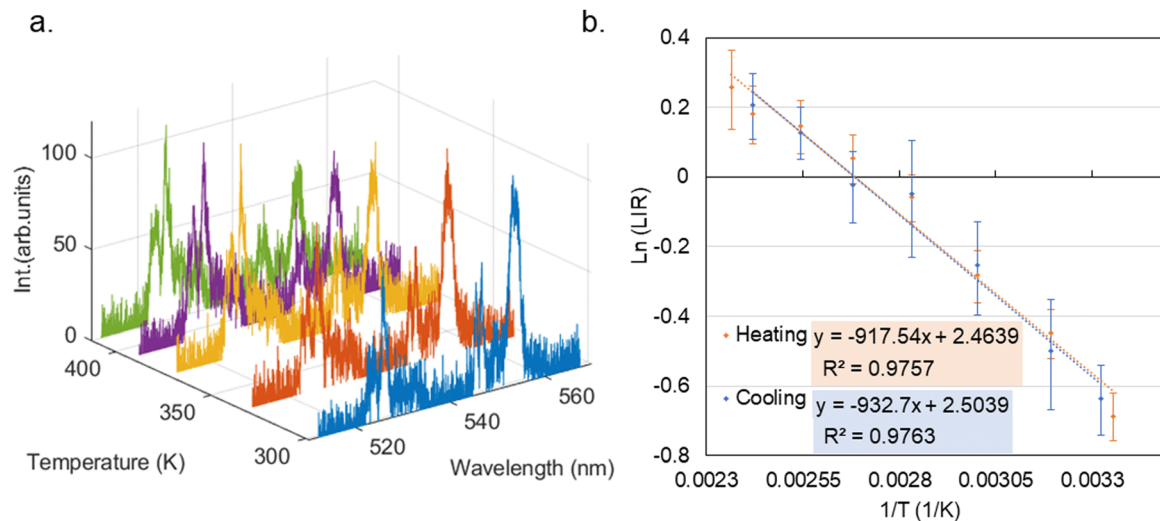 a.
Int.(arb.units)
100
50
0
400
350
300
Temperature (K)
520
540
560
Wavelength (nm)
b.
Ln (LIR)
0.4
0.2
0
-0.2
-0.4
-0.6
-0.8
Heating y = -917.54x + 2.4639
R² = 0.9757
Cooling y = -932.7x + 2.5039
R² = 0.9763
0.0023 0.00255 0.0028 0.00305 0.0033
1/T (1/K)